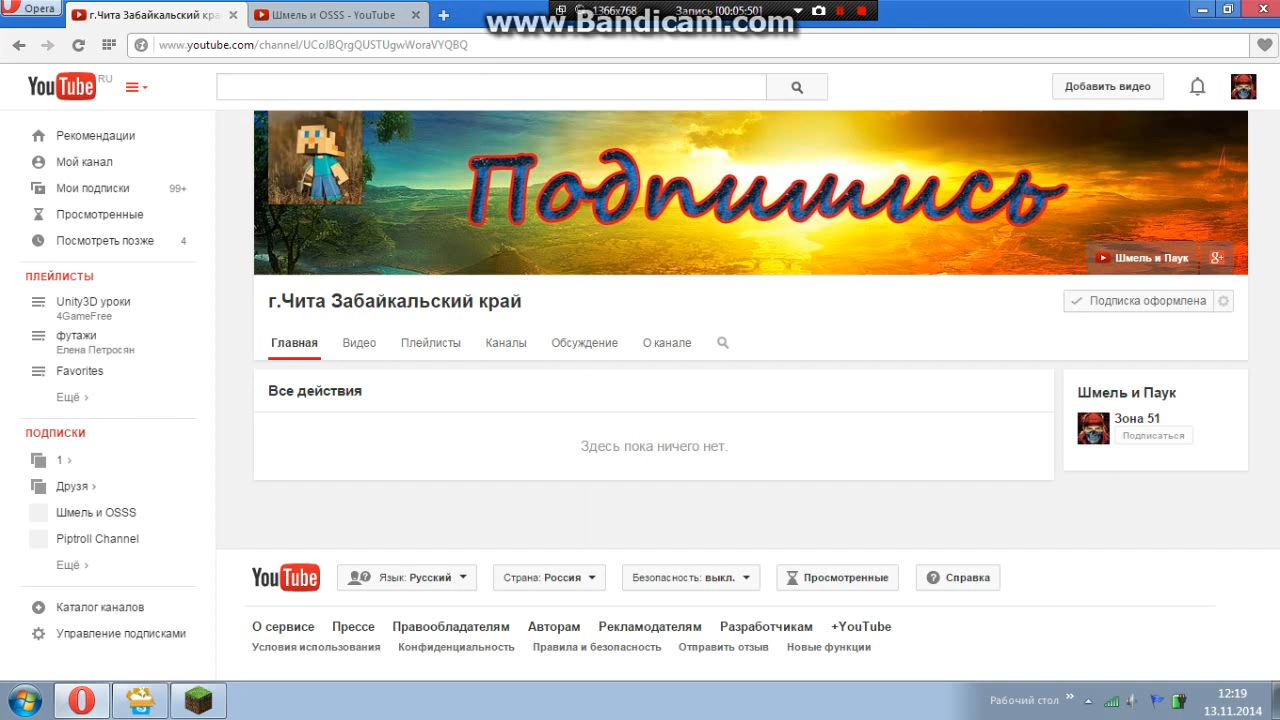 Opera
г.Чита Забайкальский кра
Шмель и OSSS - YouTube
1366x768
Запись [00:05:50]
www.Bandicam.com
www.youtube.com/channel/UCoJBQrgQUSTUgwWoraVYQBQ
YouTube RU
Добавить видео
Рекомендации
Мой канал
Мои подписки 99+
Просмотренные
Посмотреть позже 4
ПЛЕЙЛИСТЫ
Unity3D уроки
4GameFree
футажи
Елена Петросян
Favorites
Ещё ›
ПОДПИСКИ
1 ›
Друзя ›
Шмель и OSSS
Piptroll Channel
Ещё ›
Каталог каналов
Управление подписками
Подпишись
Шмель и Паук
г.Чита Забайкальский край
Подписка оформлена
Главная Видео Плейлисты Каналы Обсуждение О канале
Все действия
Здесь пока ничего нет.
Шмель и Паук
Зона 51
Подписаться
YouTube
Язык: Русский
Страна: Россия
Безопасность: выкл.
Просмотренные
Справка
О сервисе Прессе Правообладателям Авторам Рекламодателям Разработчикам +YouTube
Условия использования Конфиденциальность Правила и безопасность Отправить отзыв Новые функции
Рабочий стол
12:19
13.11.2014